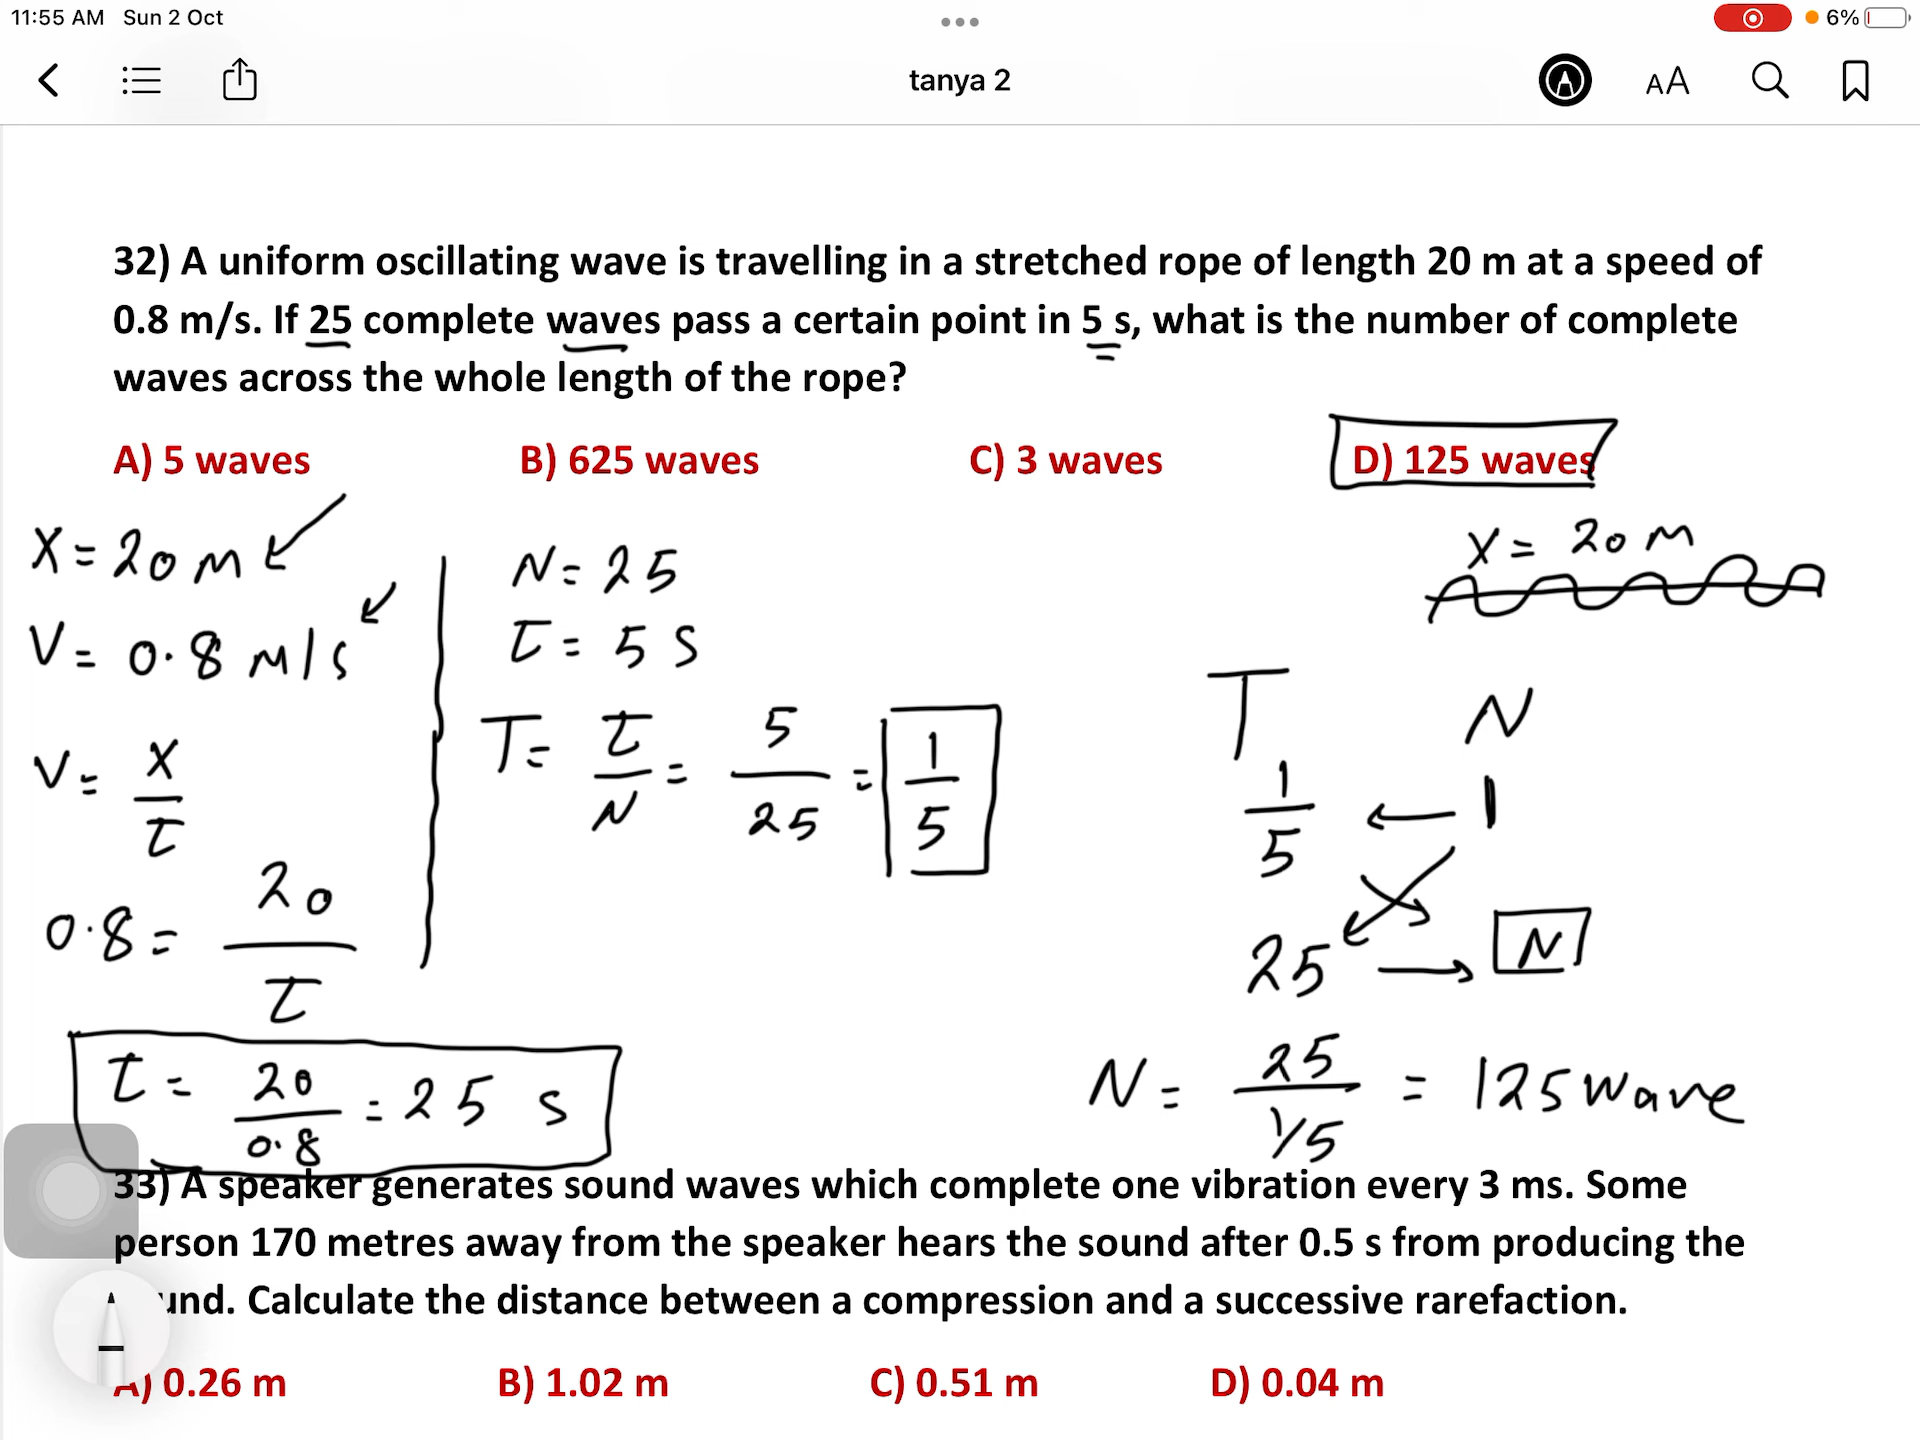 11:55 AM Sun 2 Oct
6%
tanya 2
AA
32) A uniform oscillating wave is travelling in a stretched rope of length 20 m at a speed of
0.8 m/s. If 25 complete waves pass a certain point in 5 s, what is the number of complete
waves across the whole length of the rope?
A) 5 waves B) 625 waves C) 3 waves D) 125 waves
X = 20 M
V = 0.8 M/s
V = X/t
0.8 = 20/t
t = 20/0.8 = 25 s
N = 25
t = 5 s
T = t/N = 5/25 = 1/5
X = 20 M
T N
1/5 ← 1
25 → N
N = 25/1/5 = 125 wave
33) A speaker generates sound waves which complete one vibration every 3 ms. Some
person 170 metres away from the speaker hears the sound after 0.5 s from producing the
und. Calculate the distance between a compression and a successive rarefaction.
A) 0.26 m B) 1.02 m C) 0.51 m D) 0.04 m